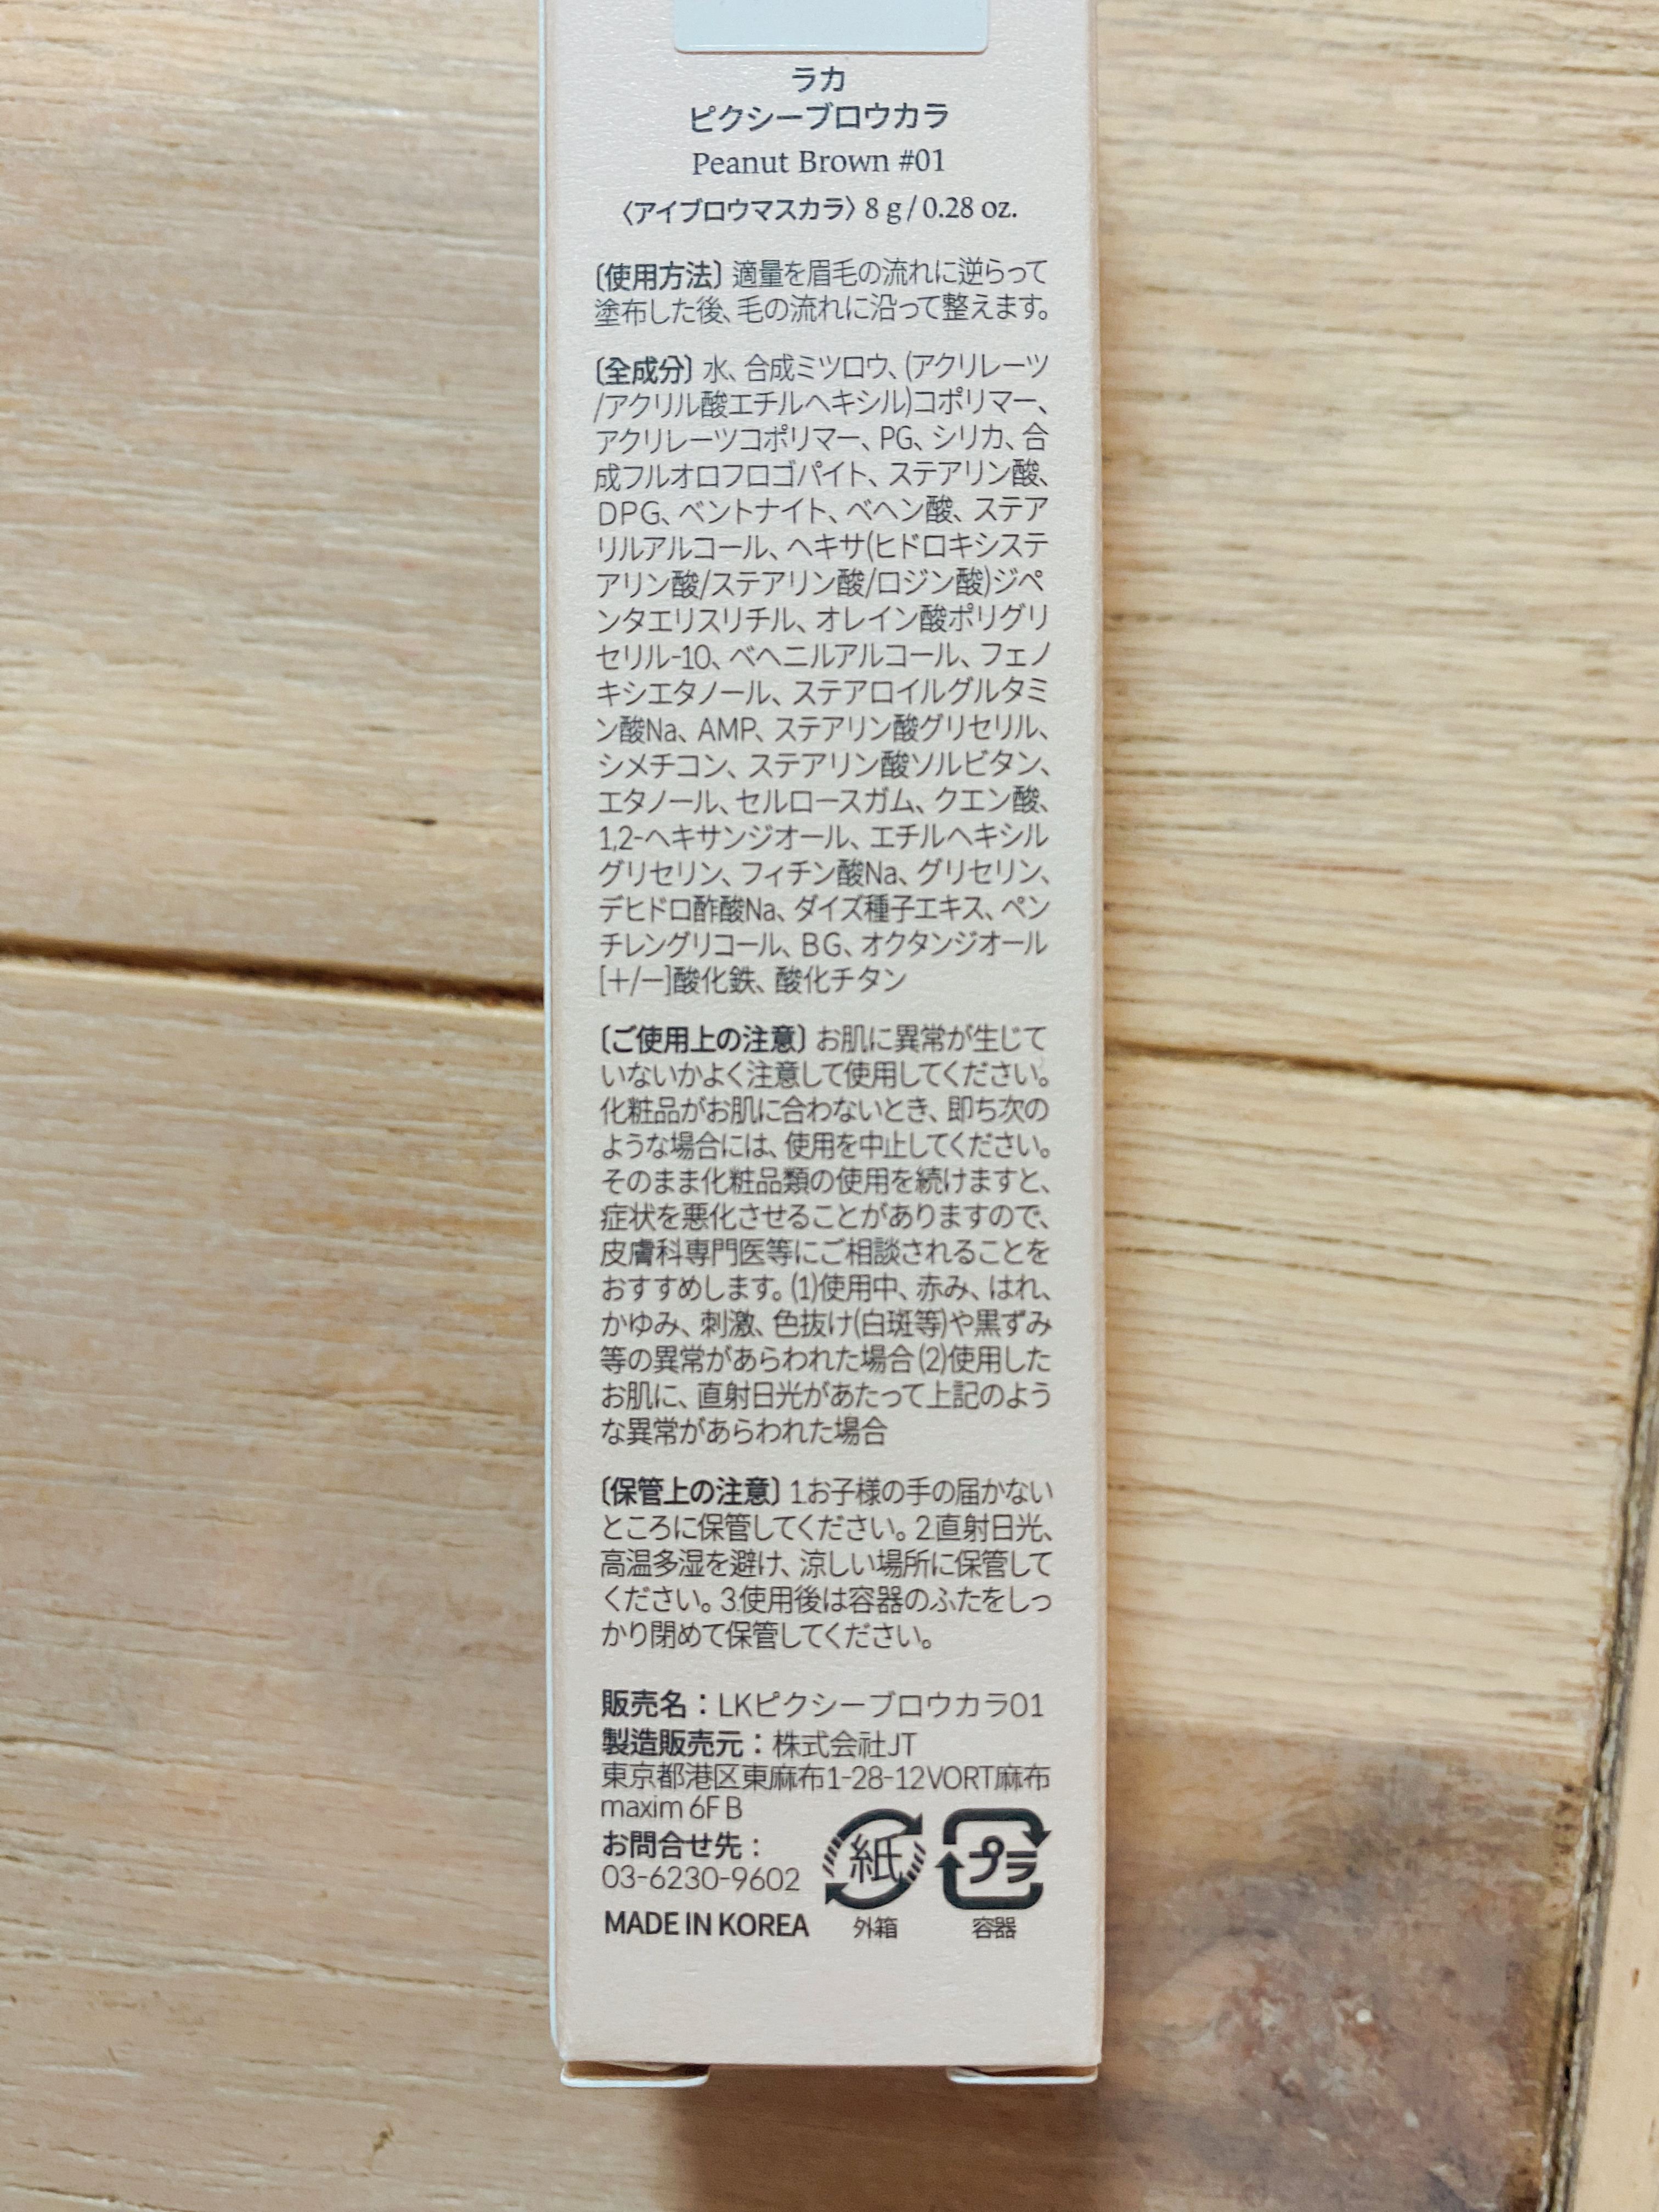 ラカ
ピクシーブロウカラ
Peanut Brown #01
〈アイブロウマスカラ〉8 g / 0.28 oz.
〔使用方法〕適量を眉毛の流れに逆らって
塗布した後、毛の流れに沿って整えます。
〔全成分〕水、合成ミツロウ、(アクリレーツ
/アクリル酸エチルヘキシル)コポリマー、
アクリレーツコポリマー、PG、シリカ、合
成フルオロフロゴパイト、ステアリン酸、
DPG、ベントナイト、ベヘン酸、ステア
リルアルコール、ヘキサ(ヒドロキシステ
アリン酸/ステアリン酸/ロジン酸)ジペ
ンタエリスリチル、オレイン酸ポリグリ
セリル-10、ベヘニルアルコール、フェノ
キシエタノール、ステアロイルグルタミ
ン酸Na、AMP、ステアリン酸グリセリル、
シメチコン、ステアリン酸ソルビタン、
エタノール、セルロースガム、クエン酸、
1,2-ヘキサンジオール、エチルヘキシル
グリセリン、フィチン酸Na、グリセリン、
デヒドロ酢酸Na、ダイズ種子エキス、ペン
チレングリコール、BG、オクタンジオール
[＋/ー]酸化鉄、酸化チタン
〔ご使用上の注意〕お肌に異常が生じて
いないかよく注意して使用してください。
化粧品がお肌に合わないとき、即ち次の
ような場合には、使用を中止してください。
そのまま化粧品類の使用を続けますと、
症状を悪化させることがありますので、
皮膚科専門医等にご相談されることを
おすすめします。(1)使用中、赤み、はれ、
かゆみ、刺激、色抜け(白斑等)や黒ずみ
等の異常があらわれた場合(2)使用した
お肌に、直射日光があたって上記のよう
な異常があらわれた場合
〔保管上の注意〕1.お子様の手の届かない
ところに保管してください。2.直射日光、
高温多湿を避け、涼しい場所に保管して
ください。3.使用後は容器のふたをしっ
かり閉めて保管してください。
販売名：LKピクシーブロウカラ01
製造販売元：株式会社JT
東京都港区東麻布1-28-12VORT麻布
maxim 6F B
お問合せ先：
03-6230-9602
MADE IN KOREA
紙
外箱
プラ
容器